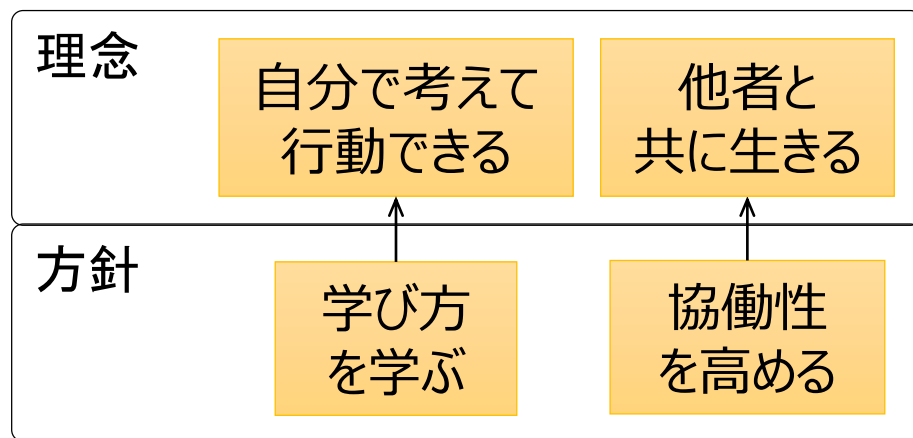 理念
自分で考えて
行動できる
他者と
共に生きる
方針
学び方
を学ぶ
協働性
を高める